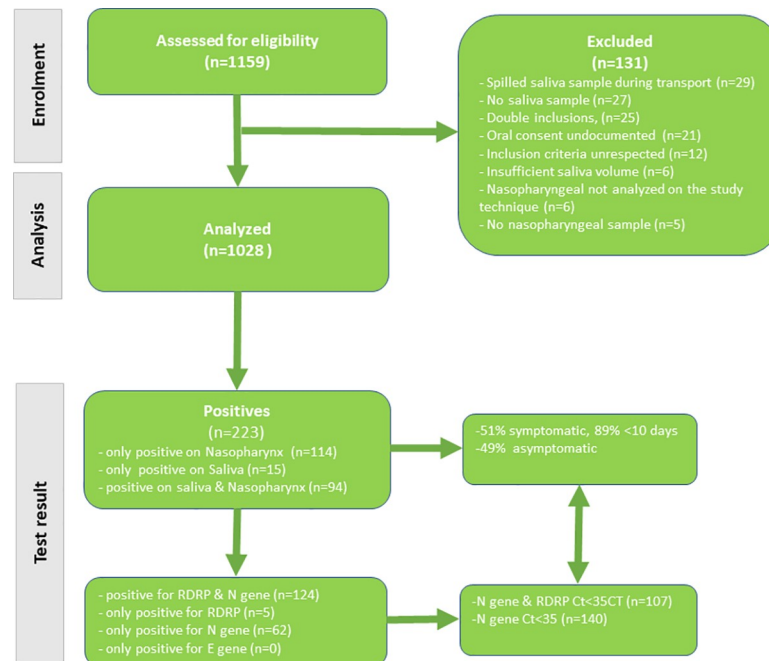 Enrolment
Assessed for eligibility
(n=1159)
Excluded
(n=131)
- Spilled saliva sample during transport (n=29)
- No saliva sample (n=27)
- Double inclusions, (n=25)
- Oral consent undocumented (n=21)
- Inclusion criteria unrespected (n=12)
- Insufficient saliva volume (n=6)
- Nasopharyngeal not analyzed on the study
technique (n=6)
- No nasopharyngeal sample (n=5)
Analysis
Analyzed
(n=1028)
Test result
Positives
(n=223)
- only positive on Nasopharynx (n=114)
- only positive on Saliva (n=15)
- positive on saliva & Nasopharynx (n=94)
-51% symptomatic, 89% <10 days
-49% asymptomatic
- positive for RDRP & N gene (n=124)
- only positive for RDRP (n=5)
- only positive for N gene (n=62)
- only positive for E gene (n=0)
-N gene & RDRP Ct<35CT (n=107)
-N gene Ct<35 (n=140)